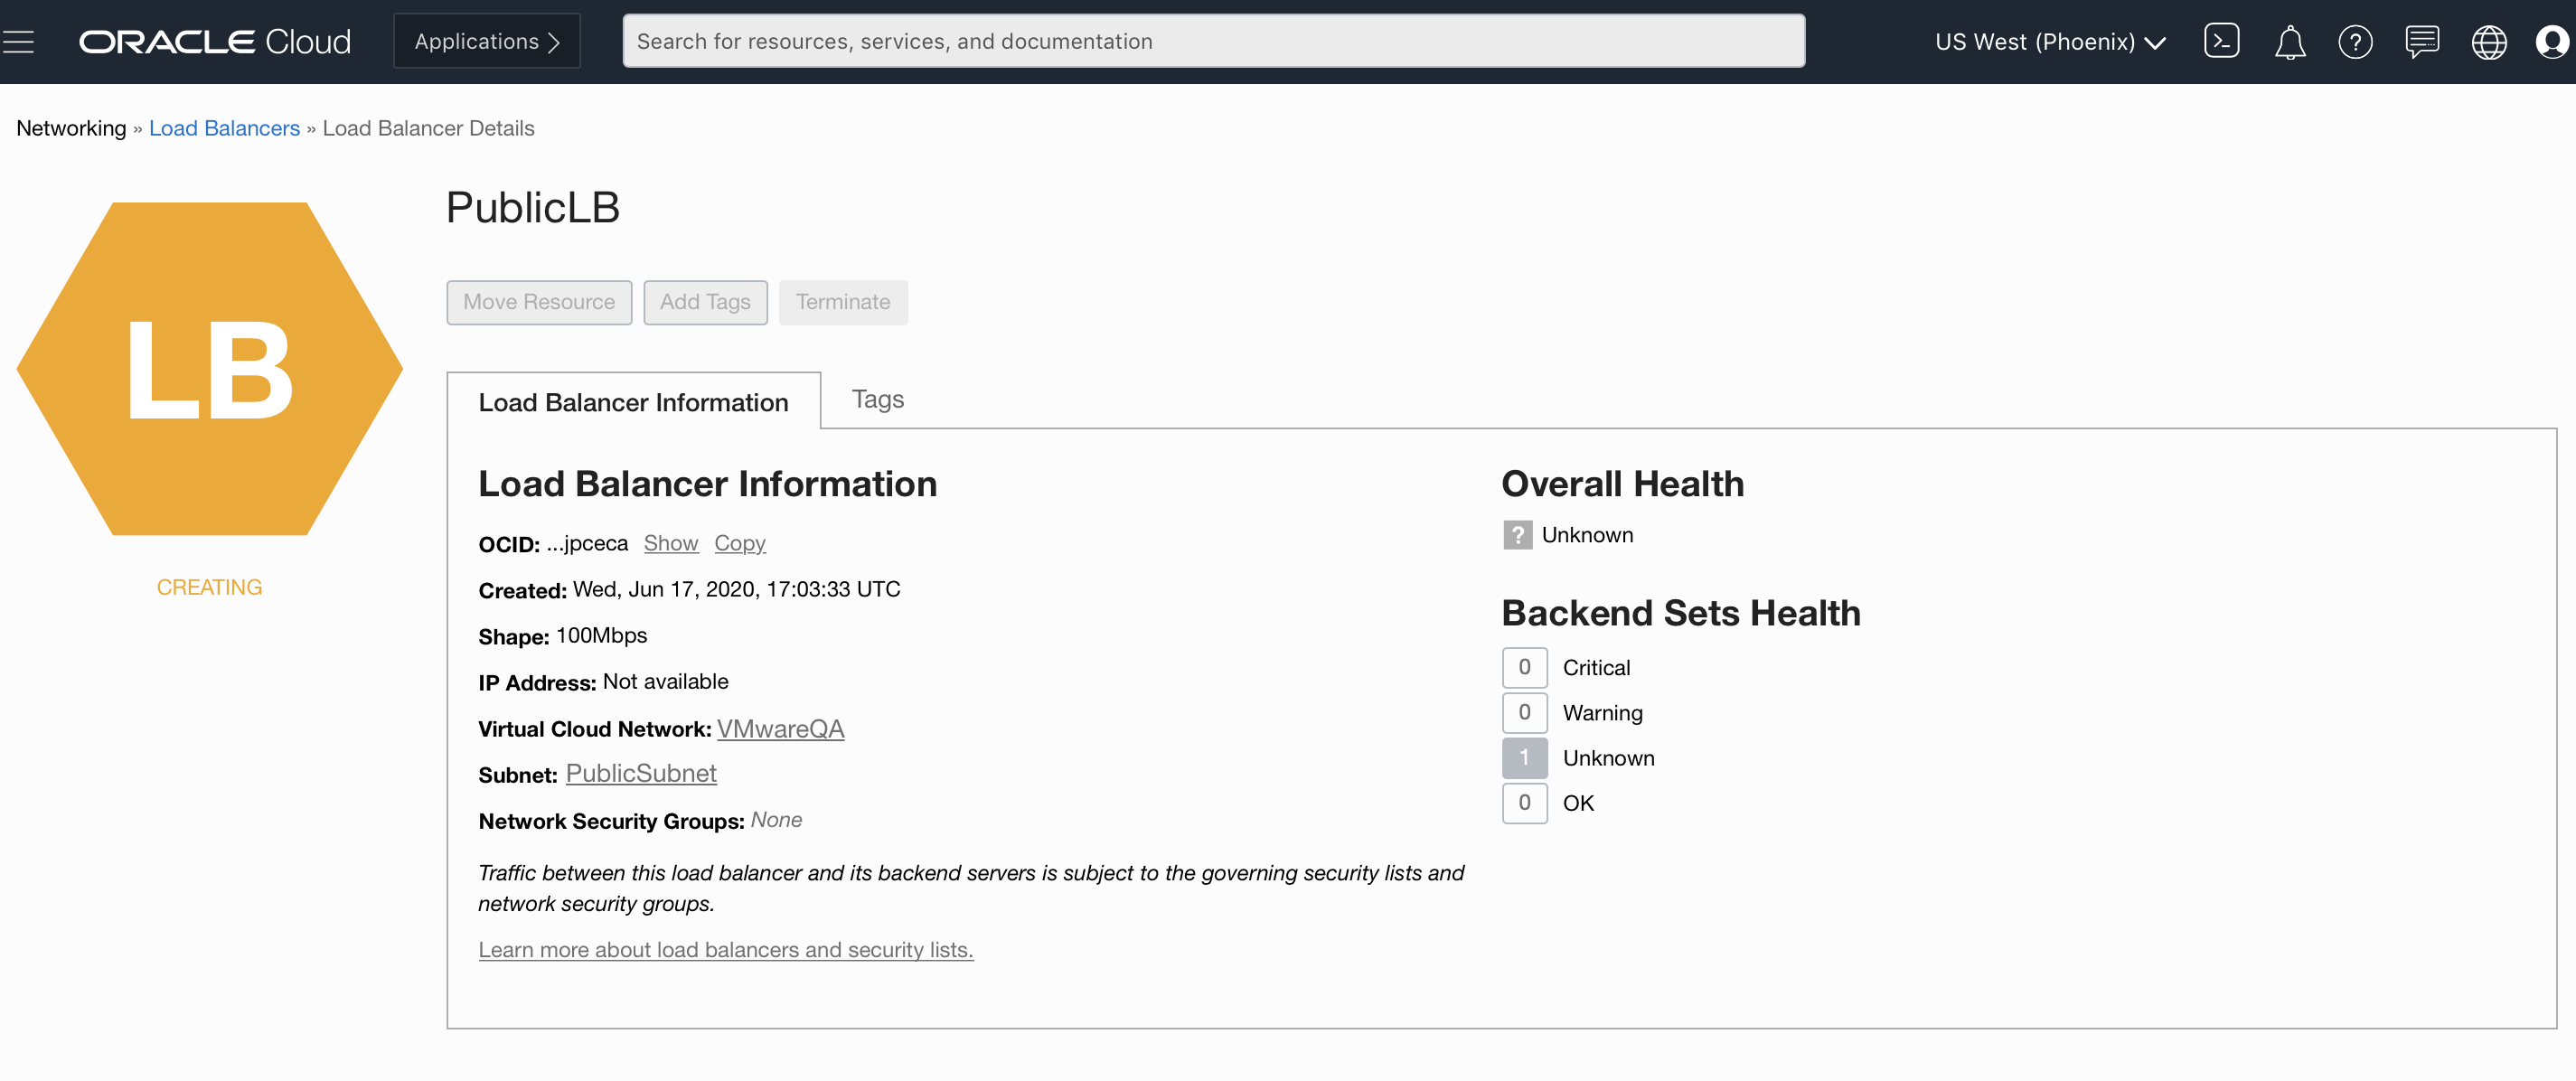 ORACLE Cloud
Applications
Search for resources, services, and documentation
US West (Phoenix)
Networking » Load Balancers » Load Balancer Details
PublicLB
Move Resource Add Tags Terminate
LB
CREATING
Load Balancer Information
Tags
Load Balancer Information
OCID: ...jpceca Show Copy
Created: Wed, Jun 17, 2020, 17:03:33 UTC
Shape: 100Mbps
IP Address: Not available
Virtual Cloud Network: VMwareQA
Subnet: PublicSubnet
Network Security Groups: None
Traffic between this load balancer and its backend servers is subject to the governing security lists and
network security groups.
Learn more about load balancers and security lists.
Overall Health
? Unknown
Backend Sets Health
0 Critical
0 Warning
1 Unknown
0 OK